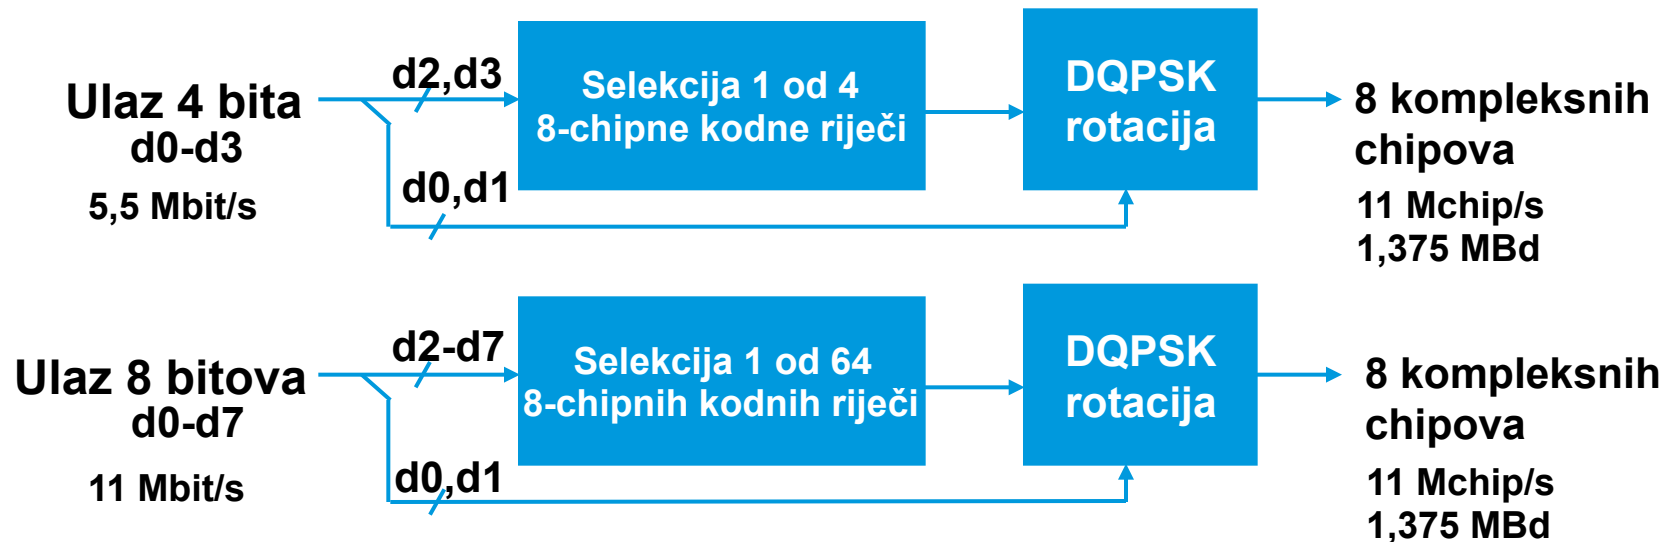 Ulaz 4 bita
d0-d3
5,5 Mbit/s
d2,d3
d0,d1
Selekcija 1 od 4
8-chipne kodne riječi
DQPSK
rotacija
8 kompleksnih
chipova
11 Mchip/s
1,375 MBd
Ulaz 8 bitova
d0-d7
11 Mbit/s
d2-d7
d0,d1
Selekcija 1 od 64
8-chipnih kodnih riječi
DQPSK
rotacija
8 kompleksnih
chipova
11 Mchip/s
1,375 MBd